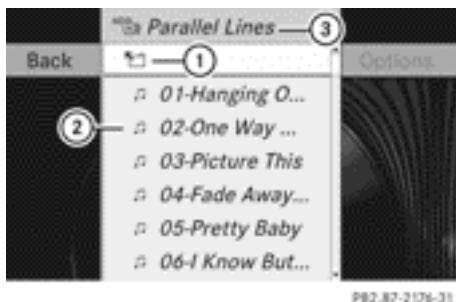 Parallel Lines
3
Back
1
Options
01-Hanging O...
2
02-One Way ...
03-Picture This
04-Fade Away...
05-Pretty Baby
06-I Know But...
P82.87-2176-31